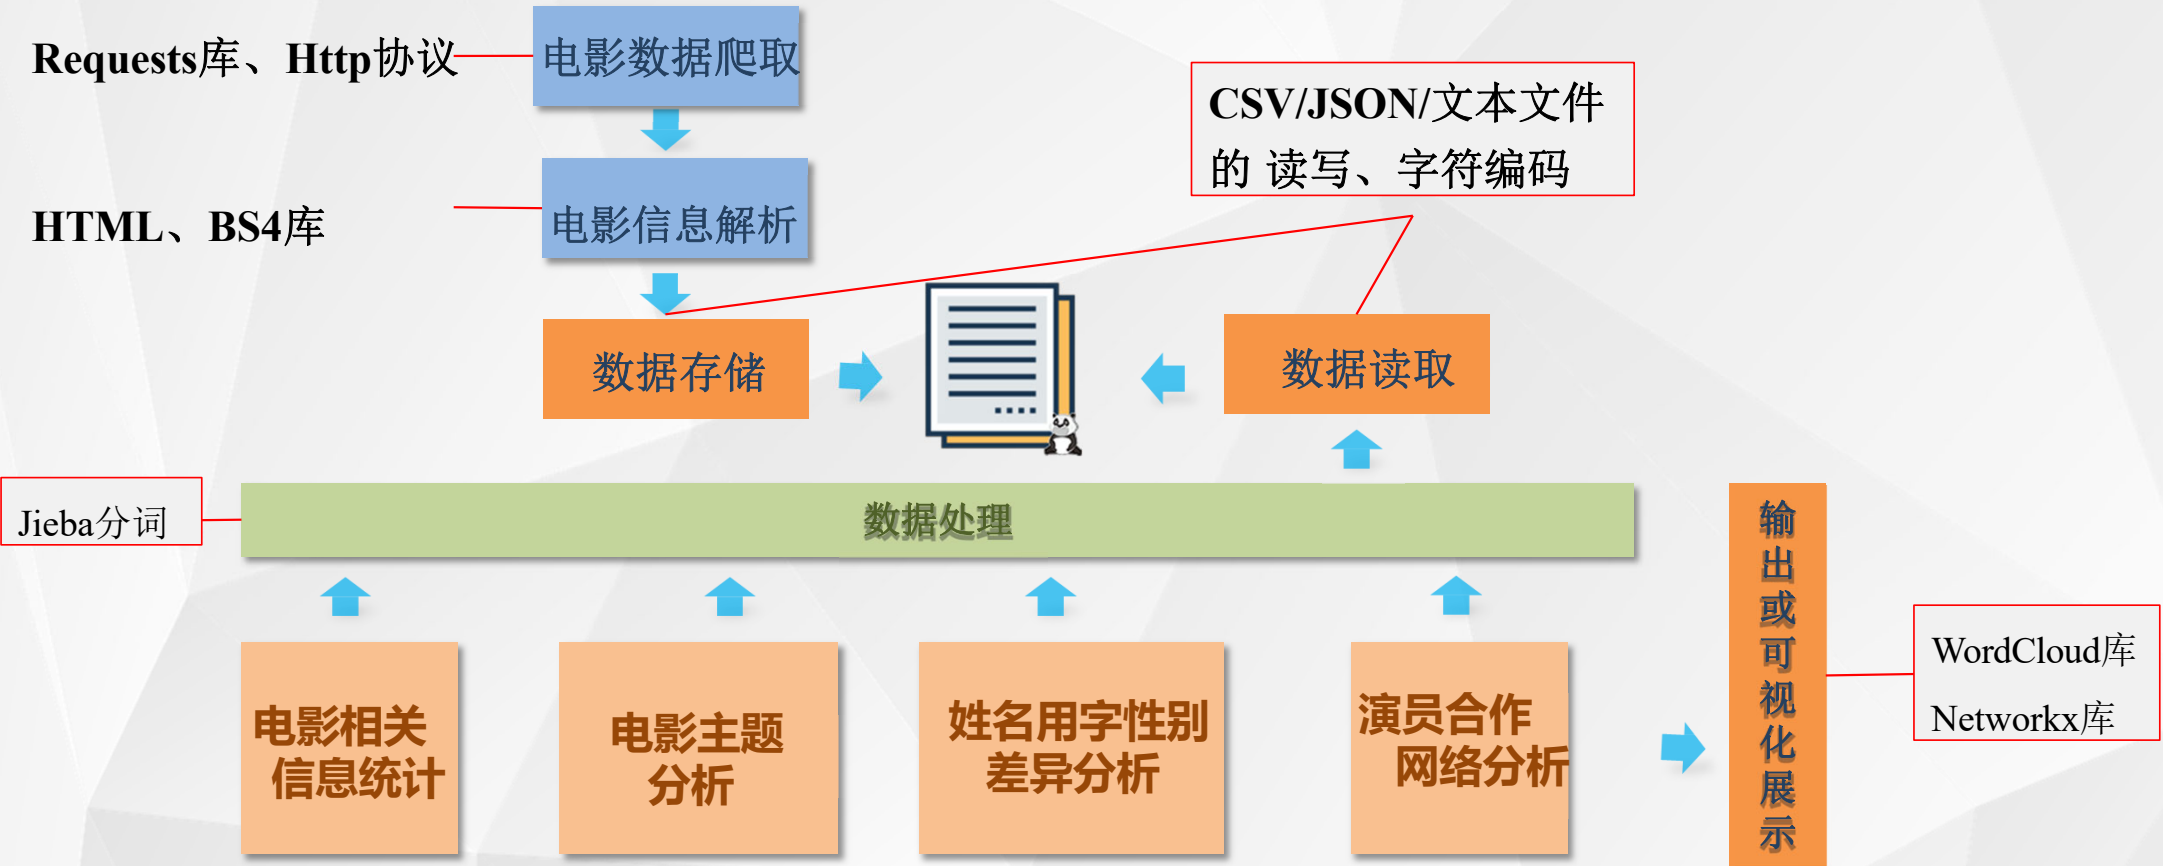 Requests库、Http协议
电影数据爬取
CSV/JSON/文本文件
的 读写、字符编码
HTML、BS4库
电影信息解析
数据存储
数据读取
Jieba分词
数据处理
电影相关
信息统计
电影主题
分析
姓名用字性别
差异分析
演员合作
网络分析
输出或可视化展示
WordCloud库
Networkx库